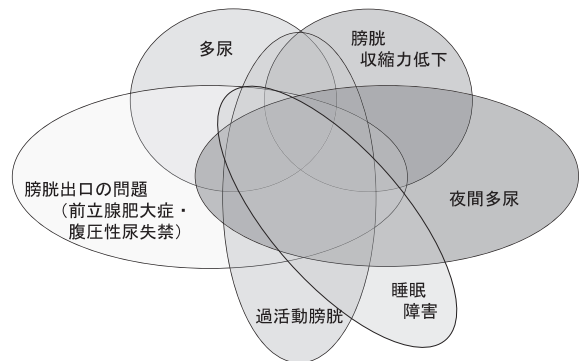 多尿
膀胱
収縮力低下
膀胱出口の問題
（前立腺肥大症・
腹圧性尿失禁）
夜間多尿
過活動膀胱
睡眠
障害